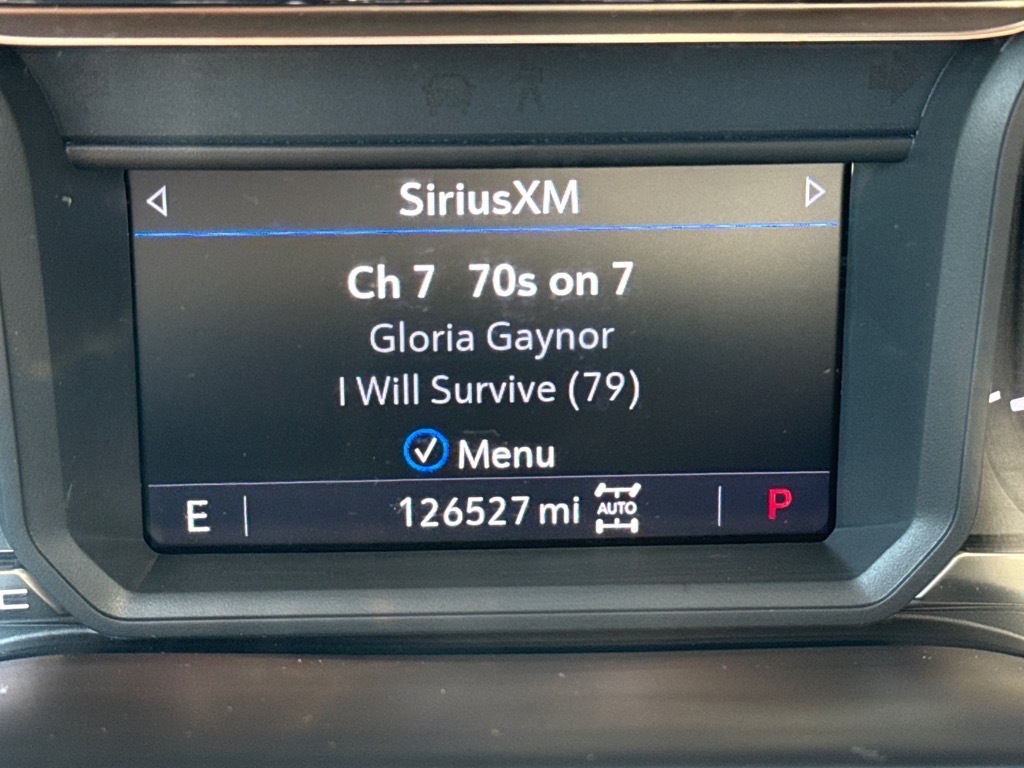 SiriusXM
Ch 7 70s on 7
Gloria Gaynor
I Will Survive (79)
Menu
E 126527 mi AUTO P